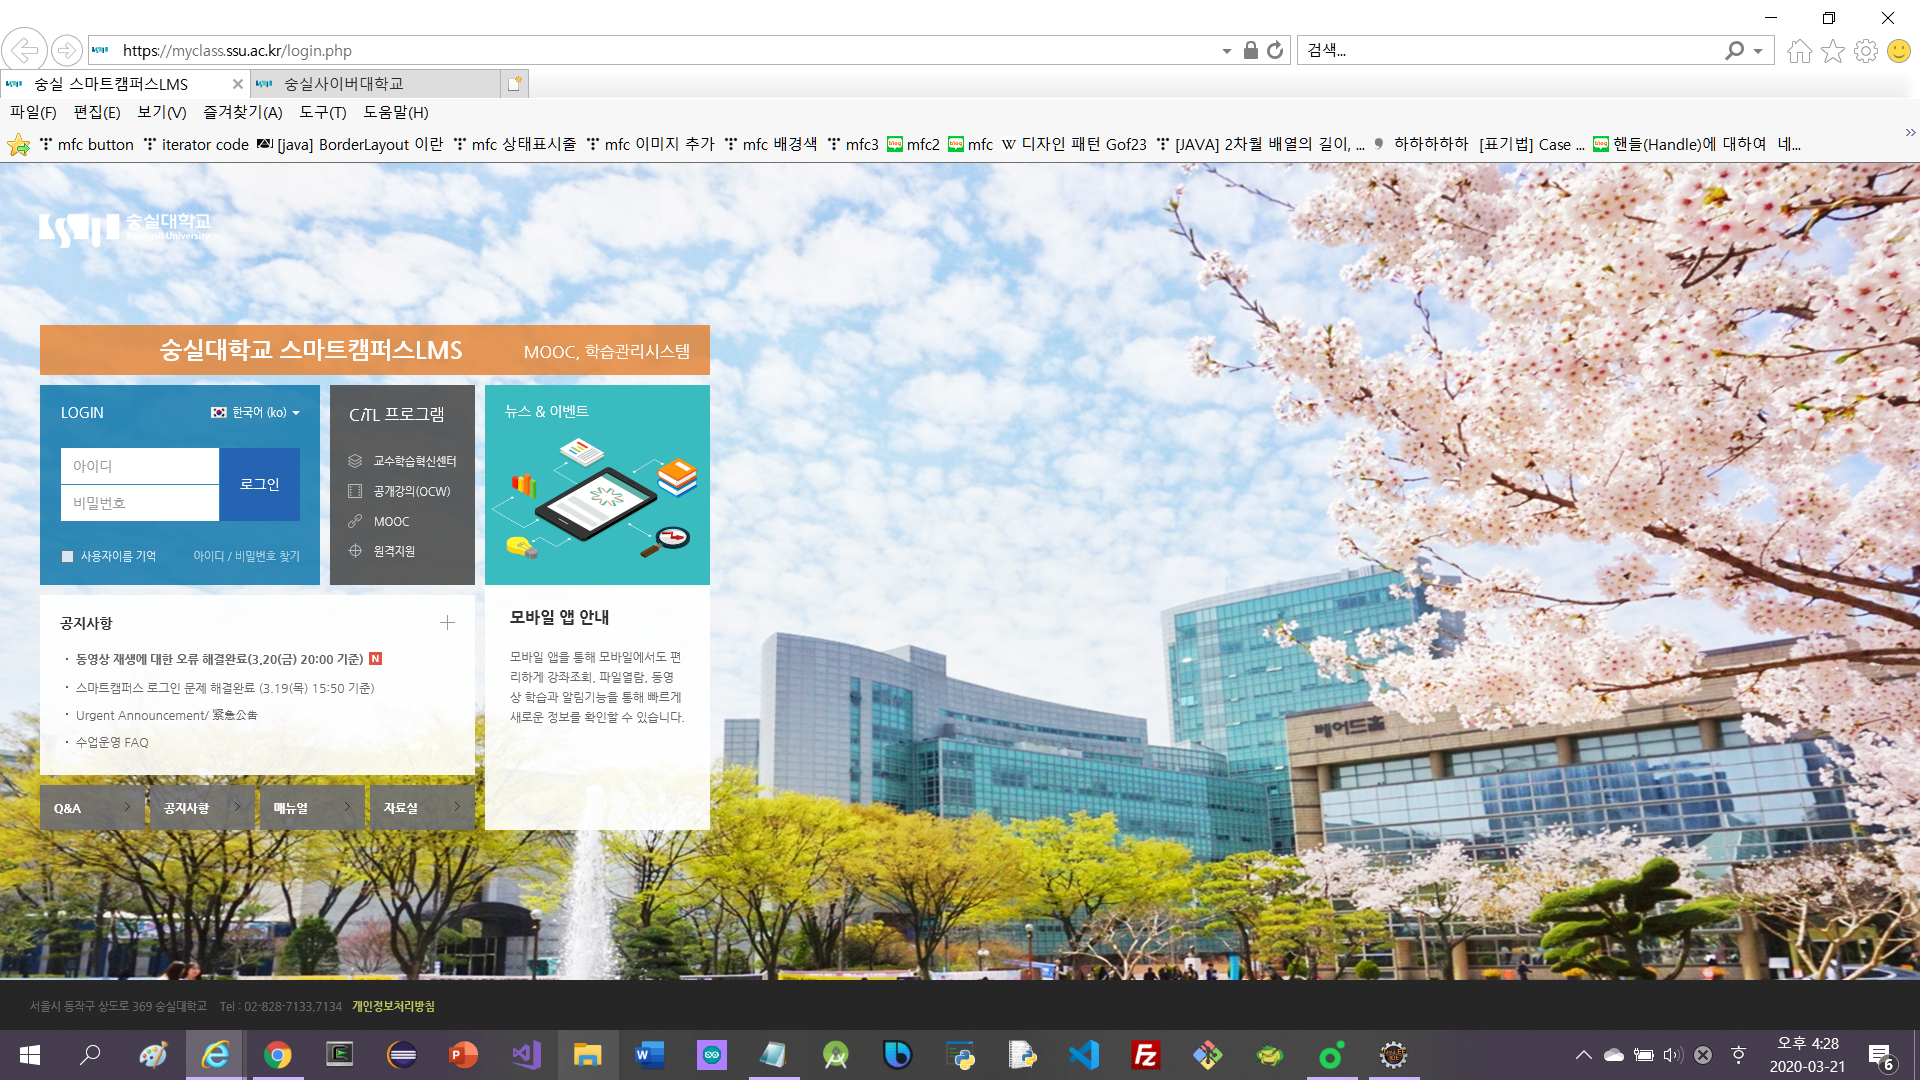 https://myclass.ssu.ac.kr/login.php
검색...
숭실 스마트캠퍼스LMS
숭실사이버대학교
파일(F) 편집(E) 보기(V) 즐겨찾기(A) 도구(T) 도움말(H)
mfc button iterator code [java] BorderLayout 이란 mfc 상태표시줄 mfc 이미지 추가 mfc 배경색 mfc3 mfc2 mfc 디자인 패턴 Gof23 [JAVA] 2차월 배열의 길이, ... 하하하하하 [표기법] Case ... 핸들(Handle)에 대하여 네...
숭실대학교
Soongsil University
숭실대학교 스마트캠퍼스LMS MOOC, 학습관리시스템
LOGIN 한국어 (ko)
아이디
비밀번호
로그인
사용자이름 기억 아이디 / 비밀번호 찾기
CiTL 프로그램
교수학습혁신센터
공개강의(OCW)
MOOC
원격지원
뉴스 & 이벤트
공지사항
동영상 재생에 대한 오류 해결완료(3.20(금) 20:00 기준) N
스마트캠퍼스 로그인 문제 해결완료 (3.19(목) 15:50 기준)
Urgent Announcement/ 紧急公告
수업운영 FAQ
모바일 앱 안내
모바일 앱을 통해 모바일에서도 편
리하게 강좌조회, 파일열람, 동영
상 학습과 알림기능을 통해 빠르게
새로운 정보를 확인할 수 있습니다.
Q&A
공지사항
매뉴얼
자료실
베어드홀
서울시 동작구 상도로 369 숭실대학교 Tel : 02-828-7133,7134 개인정보처리방침
오후 4:28
2020-03-21
6